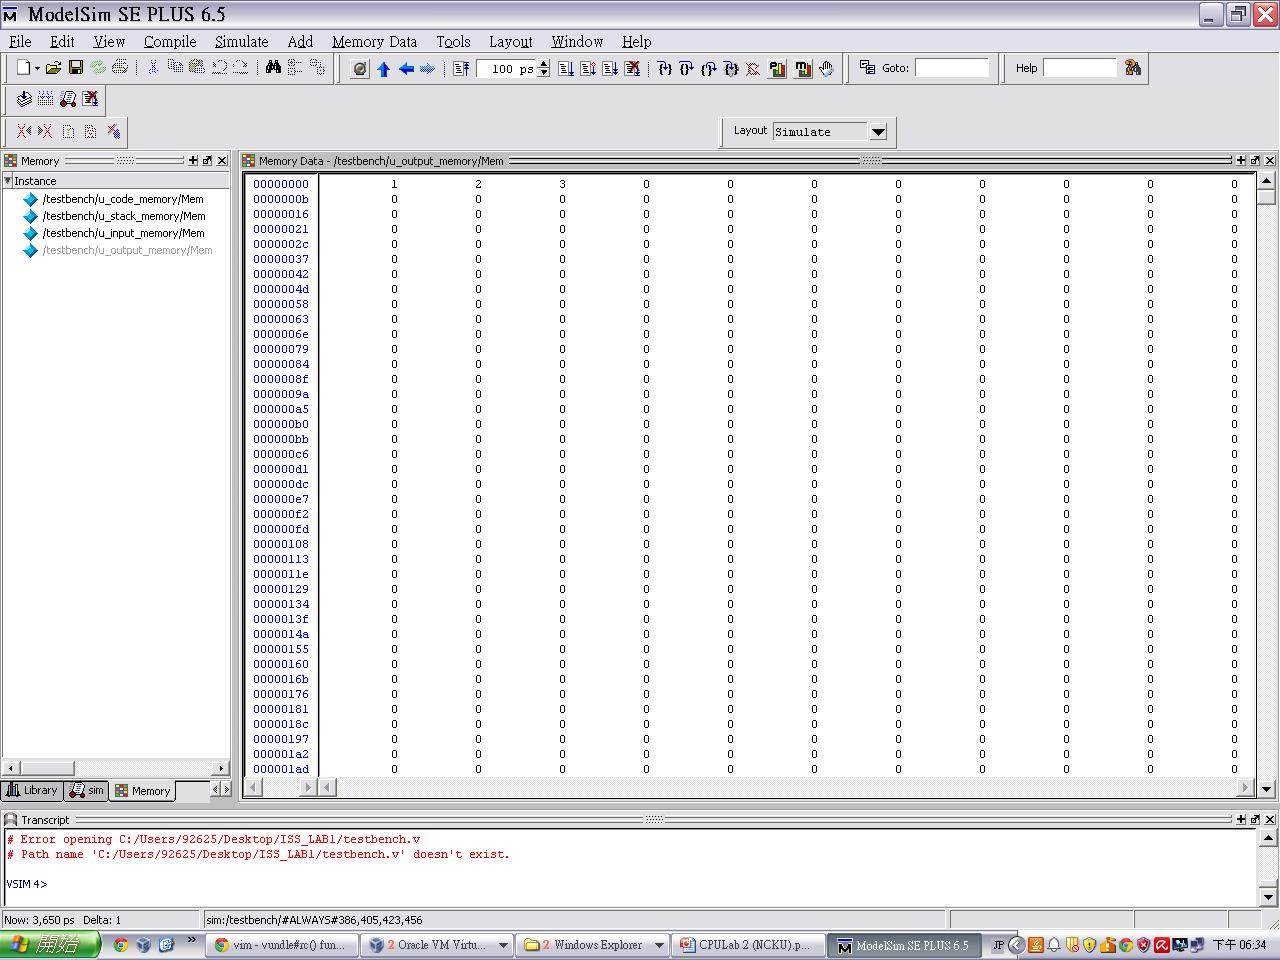 ModelSim SE PLUS 6.5
File Edit View Compile Simulate Add Memory Data Tools Layout Window Help
100 ps Goto: Help
Layout Simulate
Memory
Instance
/testbench/u_code_memory/Mem
/testbench/u_stack_memory/Mem
/testbench/u_input_memory/Mem
/testbench/u_output_memory/Mem
Library sim Memory
Memory Data - /testbench/u_output_memory/Mem
00000000 1 2 3 0 0 0 0 0 0 0 0
0000000b 0 0 0 0 0 0 0 0 0 0 0
00000016 0 0 0 0 0 0 0 0 0 0 0
00000021 0 0 0 0 0 0 0 0 0 0 0
0000002c 0 0 0 0 0 0 0 0 0 0 0
00000037 0 0 0 0 0 0 0 0 0 0 0
00000042 0 0 0 0 0 0 0 0 0 0 0
0000004d 0 0 0 0 0 0 0 0 0 0 0
00000058 0 0 0 0 0 0 0 0 0 0 0
00000063 0 0 0 0 0 0 0 0 0 0 0
0000006e 0 0 0 0 0 0 0 0 0 0 0
00000079 0 0 0 0 0 0 0 0 0 0 0
00000084 0 0 0 0 0 0 0 0 0 0 0
0000008f 0 0 0 0 0 0 0 0 0 0 0
0000009a 0 0 0 0 0 0 0 0 0 0 0
000000a5 0 0 0 0 0 0 0 0 0 0 0
000000b0 0 0 0 0 0 0 0 0 0 0 0
000000bb 0 0 0 0 0 0 0 0 0 0 0
000000c6 0 0 0 0 0 0 0 0 0 0 0
000000d1 0 0 0 0 0 0 0 0 0 0 0
000000dc 0 0 0 0 0 0 0 0 0 0 0
000000e7 0 0 0 0 0 0 0 0 0 0 0
000000f2 0 0 0 0 0 0 0 0 0 0 0
000000fd 0 0 0 0 0 0 0 0 0 0 0
00000108 0 0 0 0 0 0 0 0 0 0 0
00000113 0 0 0 0 0 0 0 0 0 0 0
0000011e 0 0 0 0 0 0 0 0 0 0 0
00000129 0 0 0 0 0 0 0 0 0 0 0
00000134 0 0 0 0 0 0 0 0 0 0 0
0000013f 0 0 0 0 0 0 0 0 0 0 0
0000014a 0 0 0 0 0 0 0 0 0 0 0
00000155 0 0 0 0 0 0 0 0 0 0 0
00000160 0 0 0 0 0 0 0 0 0 0 0
0000016b 0 0 0 0 0 0 0 0 0 0 0
00000176 0 0 0 0 0 0 0 0 0 0 0
00000181 0 0 0 0 0 0 0 0 0 0 0
0000018c 0 0 0 0 0 0 0 0 0 0 0
00000197 0 0 0 0 0 0 0 0 0 0 0
000001a2 0 0 0 0 0 0 0 0 0 0 0
000001ad 0 0 0 0 0 0 0 0 0 0 0
Transcript
# Error opening C:/Users/92625/Desktop/ISS_LAB1/testbench.v
# Path name 'C:/Users/92625/Desktop/ISS_LAB1/testbench.v' doesn't exist.
VSIM 4>
Now: 3,650 ps Delta: 1 sim:/testbench/#ALWAYS#386,405,423,456
開始 » vim - vundle#rc() fun... 2 Oracle VM Virtu... 2 Windows Explorer CPULab 2 (NCKU).p... ModelSim SE PLUS 6.5 JP 下午 06:34